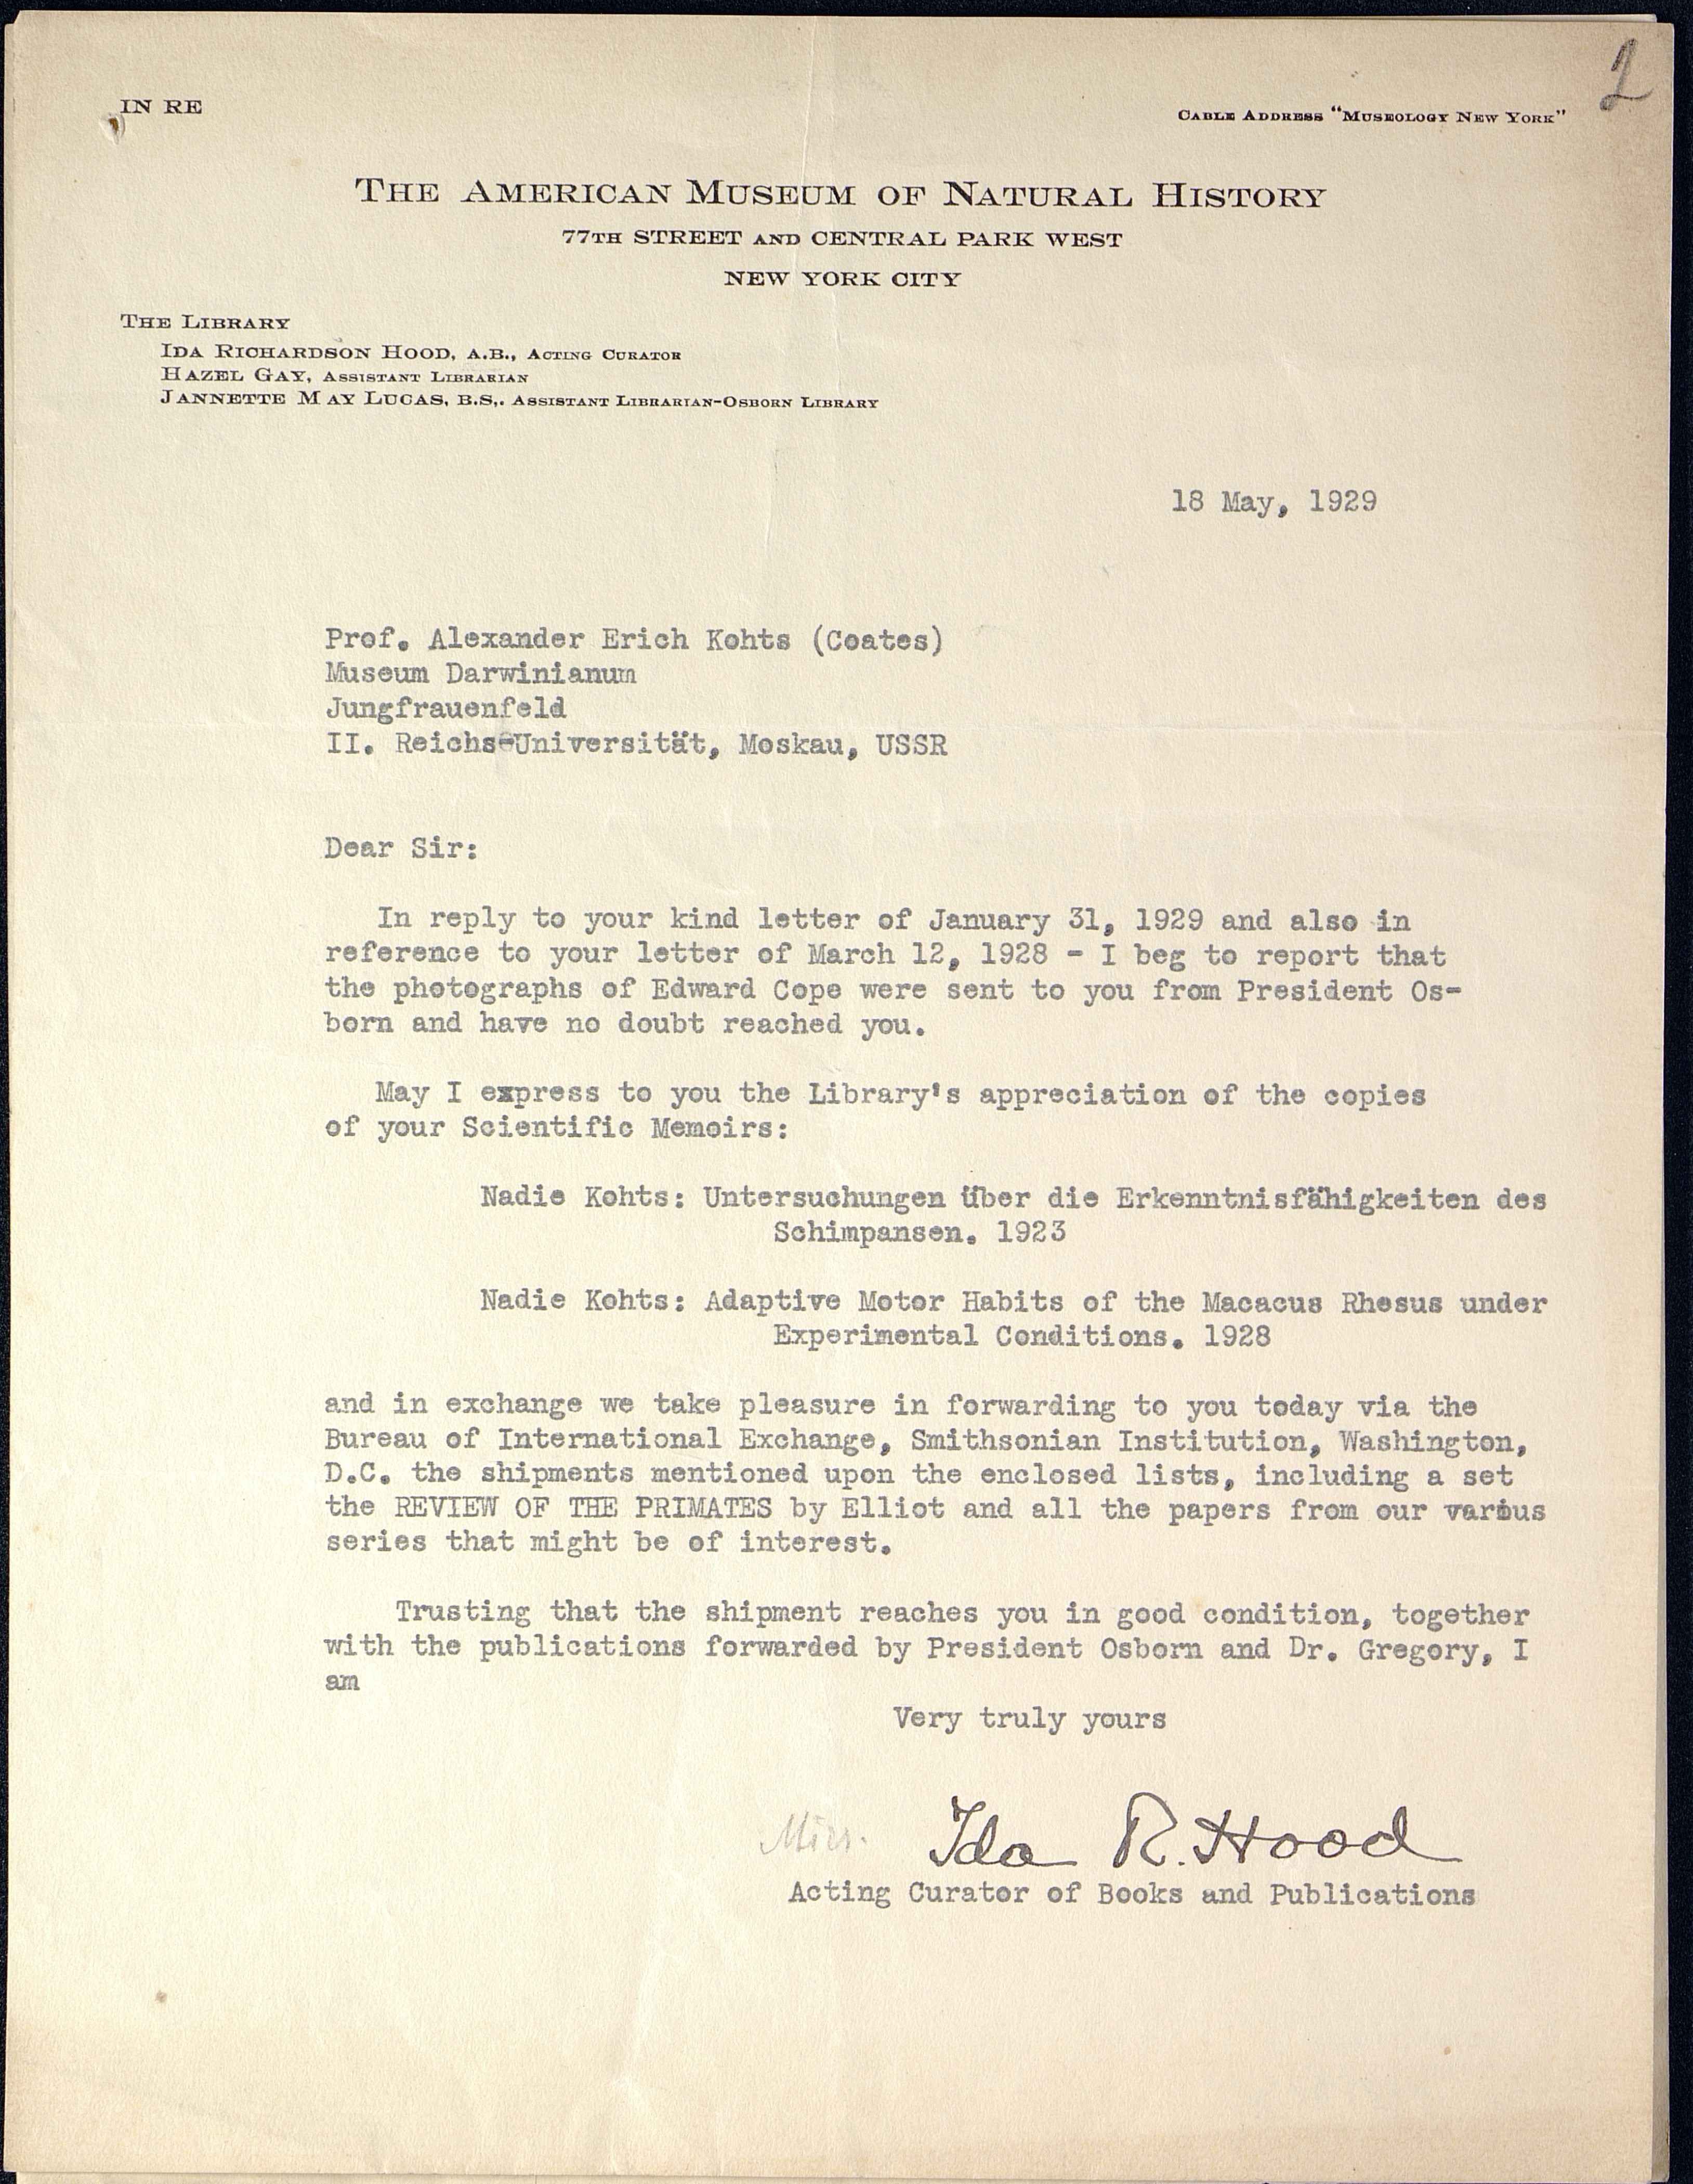 2
IN RE
CABLE ADDRESS "MUSEOLOGY NEW YORK"
THE AMERICAN MUSEUM OF NATURAL HISTORY
77TH STREET AND CENTRAL PARK WEST
NEW YORK CITY
THE LIBRARY
IDA RICHARDSON HOOD, A.B., ACTING CURATOR
HAZEL GAY, ASSISTANT LIBRARIAN
JANNETTE MAY LUCAS, B.S,. ASSISTANT LIBRARIAN-OSBORN LIBRARY
18 May, 1929
Prof. Alexander Erich Kohts (Coates)
Museum Darwinianum
Jungfrauenfeld
II. Reichs-Universität, Moskau, USSR
Dear Sir:
In reply to your kind letter of January 31, 1929 and also in
reference to your letter of March 12, 1928 - I beg to report that
the photographs of Edward Cope were sent to you from President Os-
born and have no doubt reached you.
May I express to you the Library's appreciation of the copies
of your Scientific Memoirs:
Nadie Kohts: Untersuchungen über die Erkenntnisfähigkeiten des
Schimpansen. 1923
Nadie Kohts: Adaptive Motor Habits of the Macacus Rhesus under
Experimental Conditions. 1928
and in exchange we take pleasure in forwarding to you today via the
Bureau of International Exchange, Smithsonian Institution, Washington,
D.C. the shipments mentioned upon the enclosed lists, including a set
the REVIEW OF THE PRIMATES by Elliot and all the papers from our various
series that might be of interest.
Trusting that the shipment reaches you in good condition, together
with the publications forwarded by President Osborn and Dr. Gregory, I
am
Very truly yours
Ida R. Hood
Acting Curator of Books and Publications